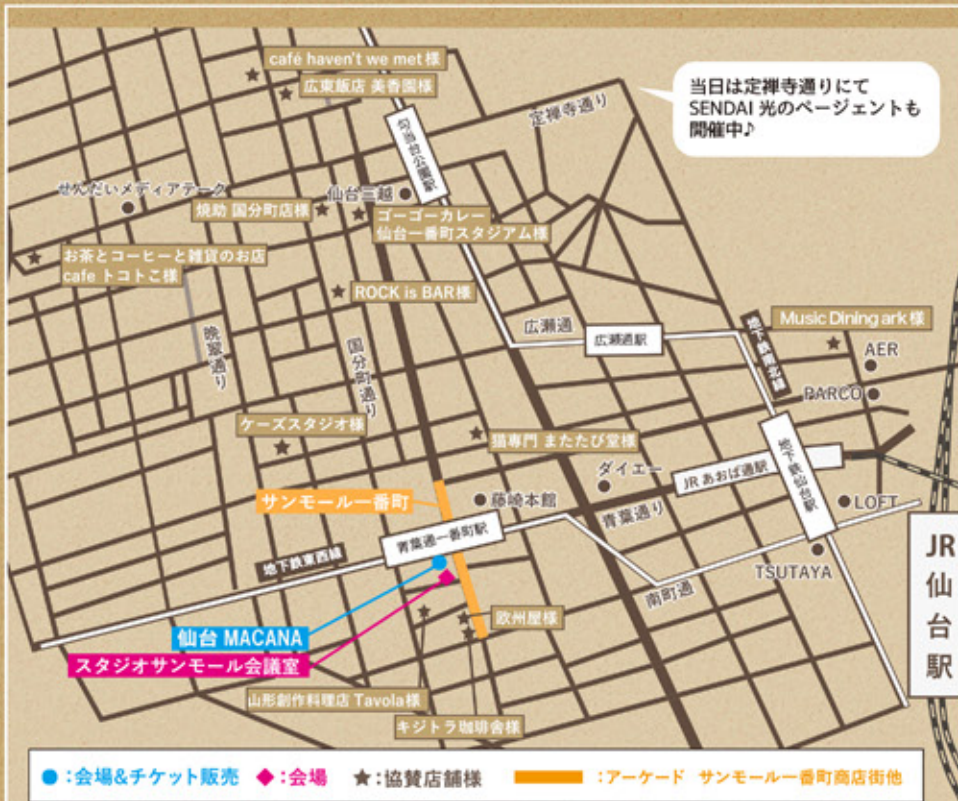 café haven't we met様
広東飯店 美香園様
当日は定禅寺通りにて
SENDAI 光のページェントも
開催中♪
定禅寺通り
勾当台公園駅
せんだいメディアテーク
仙台三越
焼助 国分町店様
ゴーゴーカレー
仙台一番町スタジアム様
お茶とコーヒーと雑貨のお店
cafe トコトこ様
ROCK is BAR様
晩翠通り
国分町通り
広瀬通
広瀬通駅
地下鉄南北線
Music Dining ark様
AER
PARCO
ケーズスタジオ様
猫専門 またたび堂様
ダイエー
JR あおば通駅
地下鉄仙台駅
サンモール一番町
藤崎本館
青葉通り
LOFT
青葉通一番町駅
地下鉄東西線
TSUTAYA
JR仙台駅
南町通
欧州屋様
仙台 MACANA
スタジオサンモール会議室
山形創作料理店 Tavola様
キジトラ珈琲舎様
:会場&チケット販売 :会場 :協賛店舗様 :アーケード サンモール一番町商店街他